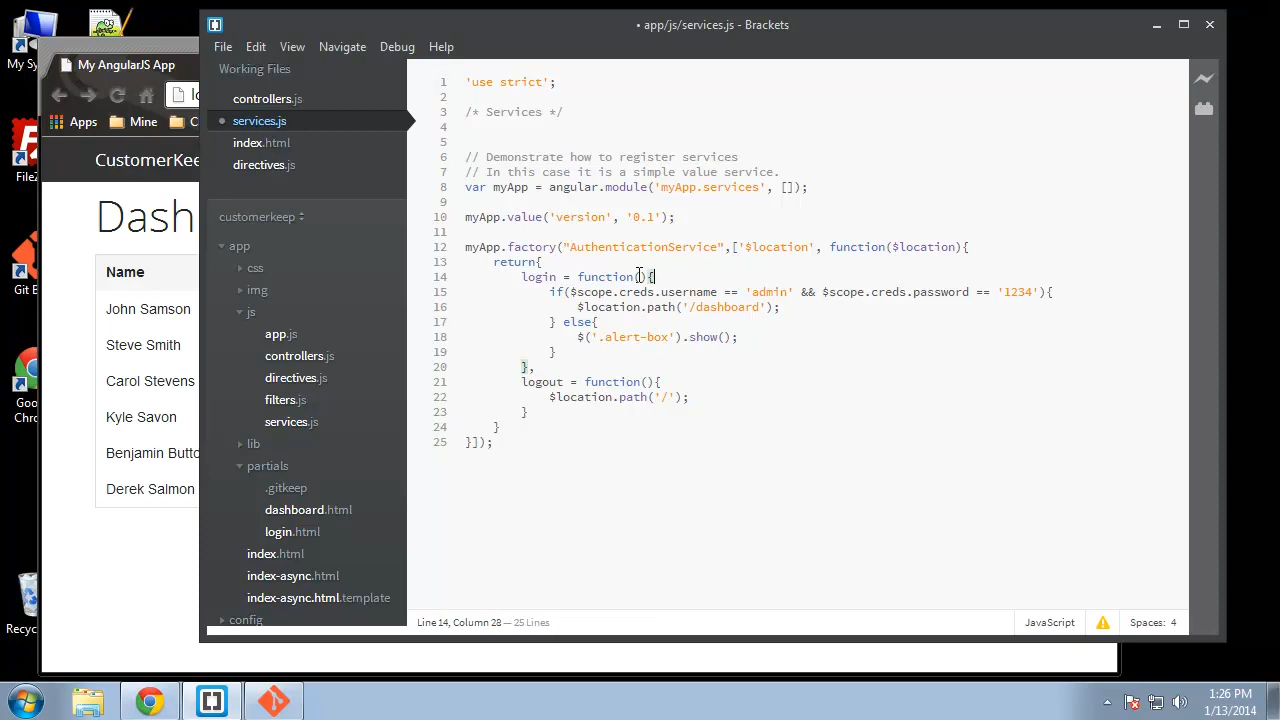 My Sy
FileZ
Git B
Goo
Chro
Recyc
My AngularJS App
lo
Apps
Mine
C
CustomerKee
Dash
Name
John Samson
Steve Smith
Carol Stevens
Kyle Savon
Benjamin Butto
Derek Salmon
• app/js/services.js - Brackets
File Edit View Navigate Debug Help
Working Files
controllers.js
services.js
index.html
directives.js
customerkeep
app
css
img
js
app.js
controllers.js
directives.js
filters.js
services.js
lib
partials
.gitkeep
dashboard.html
login.html
index.html
index-async.html
index-async.html.template
config
1 'use strict';
2
3 /* Services */
4
5
6 // Demonstrate how to register services
7 // In this case it is a simple value service.
8 var myApp = angular.module('myApp.services', []);
9
10 myApp.value('version', '0.1');
11
12 myApp.factory("AuthenticationService",['$location', function($location){
13 return{
14 login = function(){
15 if($scope.creds.username == 'admin' && $scope.creds.password == '1234'){
16 $location.path('/dashboard');
17 } else{
18 $('.alert-box').show();
19 }
20 },
21 logout = function(){
22 $location.path('/');
23 }
24 }
25 }]);
Line 14, Column 28 — 25 Lines
JavaScript
Spaces: 4
1:26 PM
1/13/2014